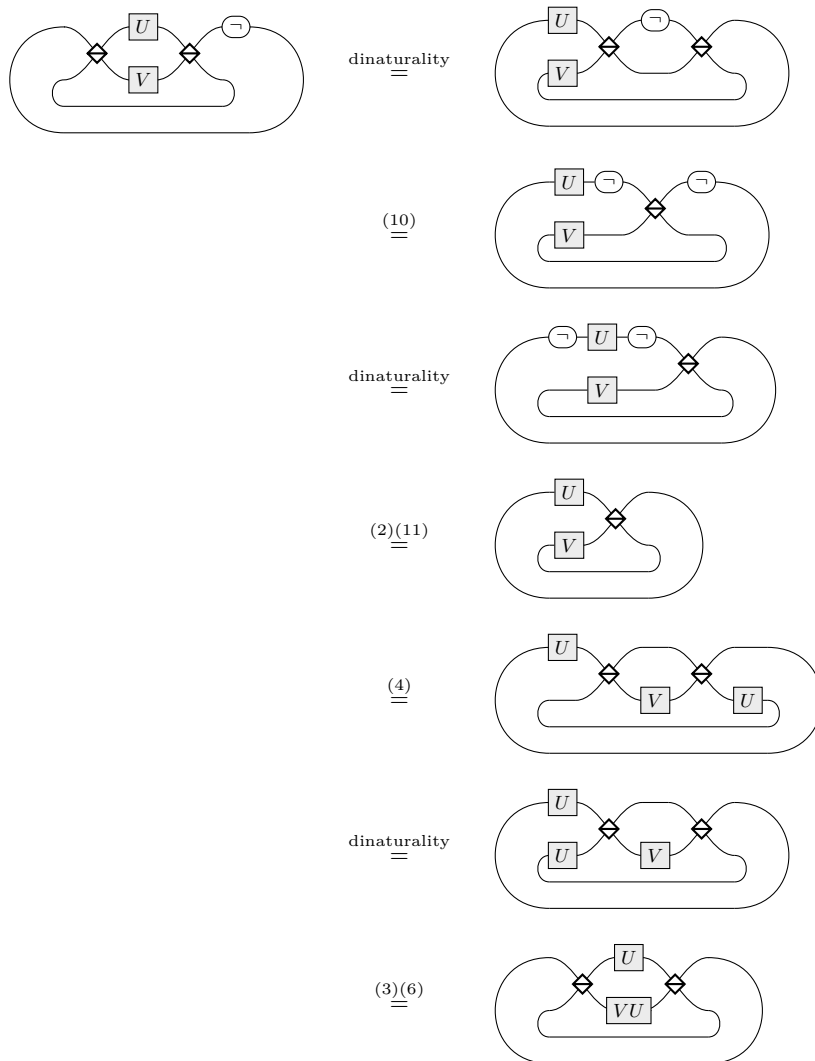 U ¬
V
dinaturality
=
U ¬
V
(10)
=
U ¬ ¬
V
dinaturality
=
¬ U ¬
V
(2)(11)
=
U
V
(4)
=
U
V U
dinaturality
=
U
U V
(3)(6)
=
U
VU